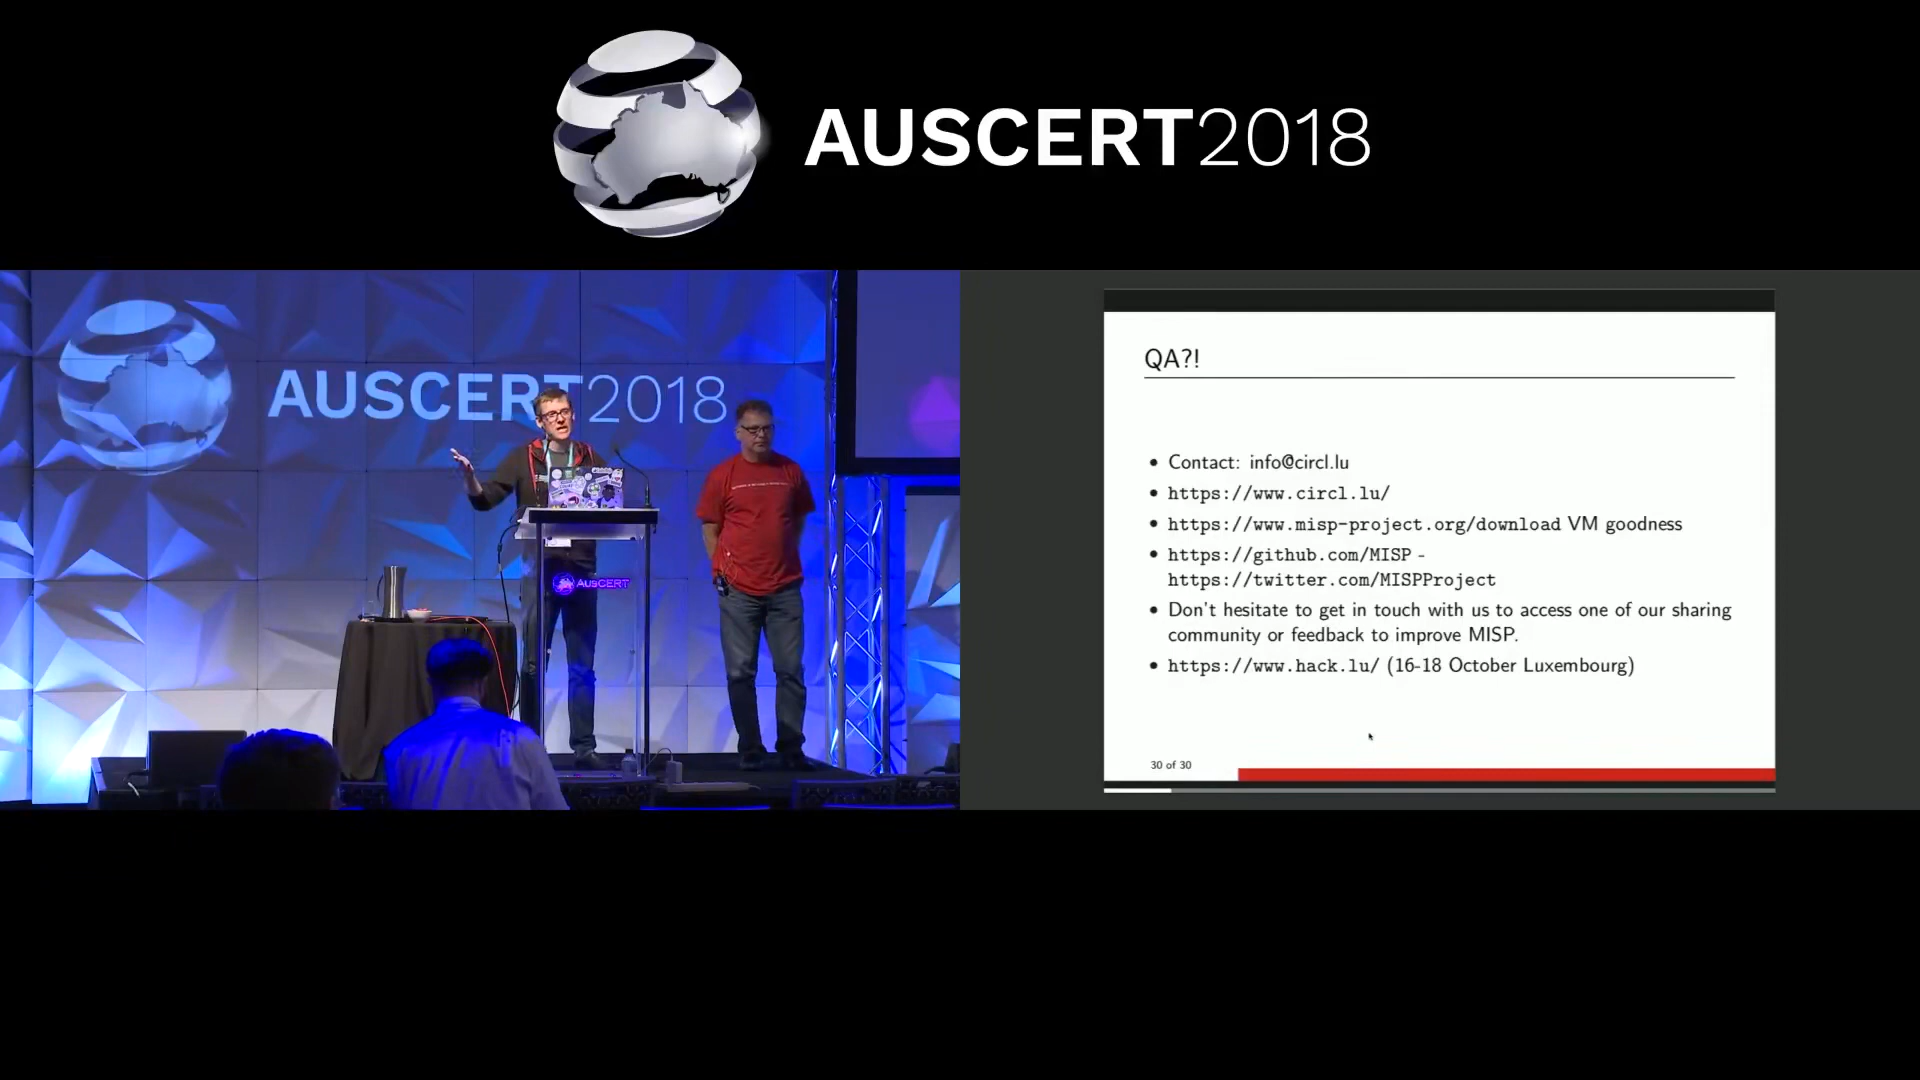 AUSCERT2018
AUSCERT2018
AusCERT
QA?!
• Contact: info@circl.lu
• https://www.circl.lu/
• https://www.misp-project.org/download VM goodness
• https://github.com/MISP -
https://twitter.com/MISPProject
• Don't hesitate to get in touch with us to access one of our sharing
community or feedback to improve MISP.
• https://www.hack.lu/ (16-18 October Luxembourg)
30 of 30